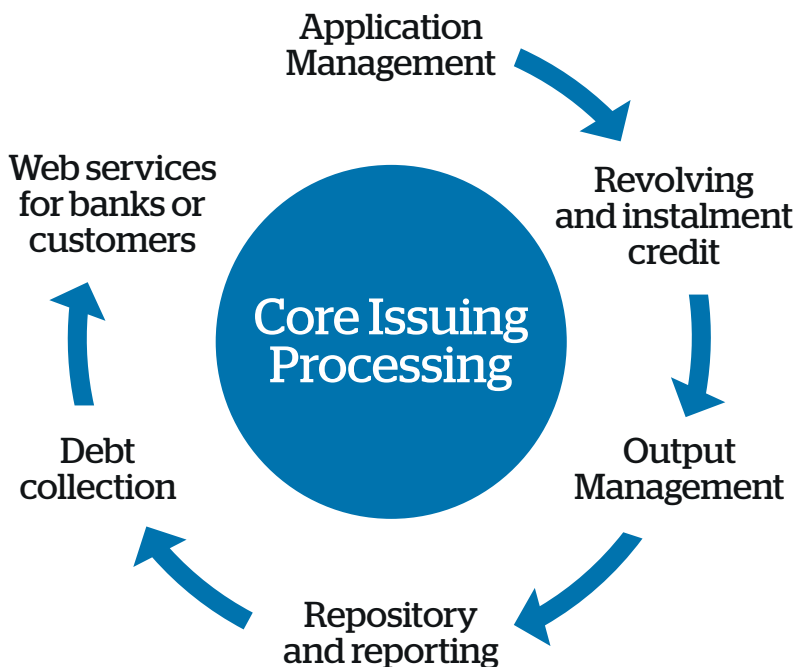 Application
Management
Revolving
and instalment
credit
Output
Management
Repository
and reporting
Debt
collection
Web services
for banks or
customers
Core Issuing
Processing